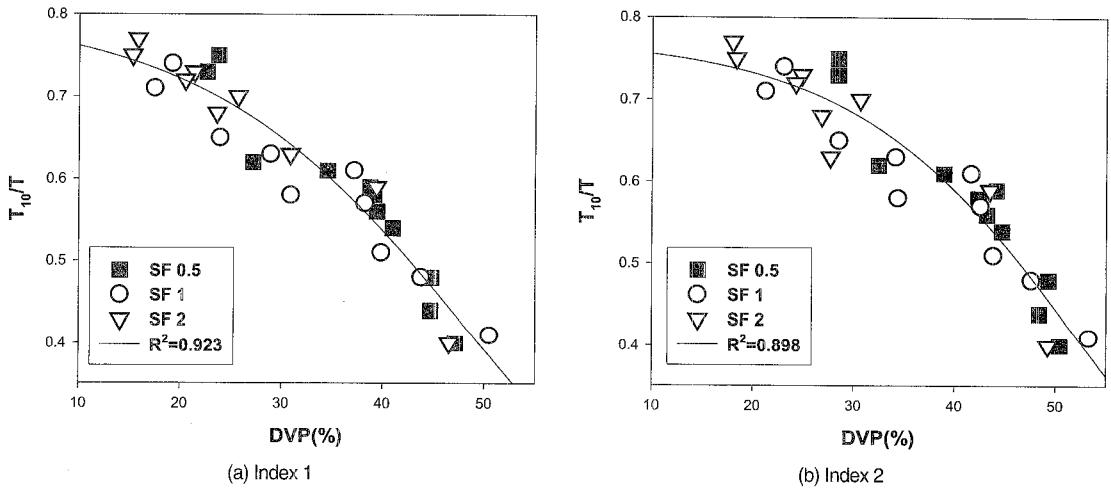 0.8
0.7
0.6
0.5
0.4
T10/T
SF 0.5
SF 1
SF 2
R²=0.923
10 20 30 40 50
DVP(%)
(a) Index 1
0.8
0.7
0.6
0.5
0.4
T10/T
SF 0.5
SF 1
SF 2
R²=0.898
10 20 30 40 50
DVP(%)
(b) Index 2